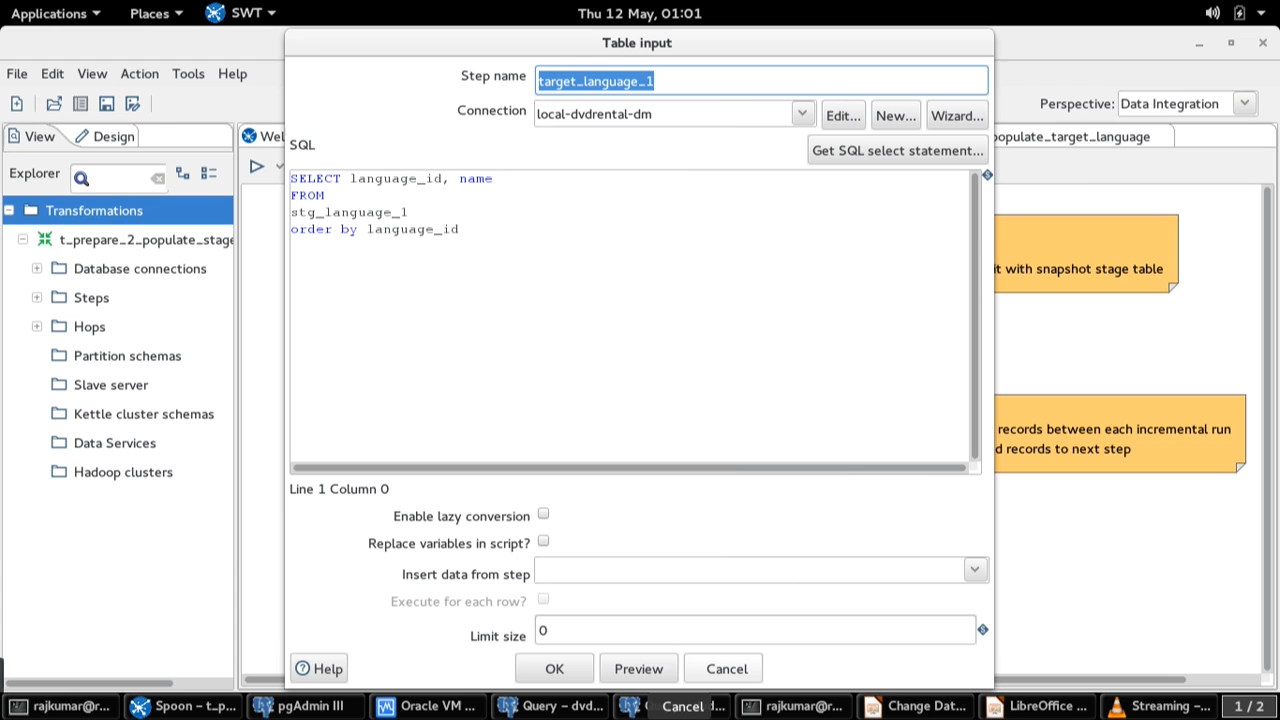 Applications Places SWT Thu 12 May, 01:01
Table input
File Edit View Action Tools Help
Step name target_language_1
Connection local-dvdrental-dm Edit... New... Wizard...
Perspective: Data Integration
View Design Wel populate_target_language
SQL Get SQL select statement...
Explorer
SELECT language_id, name
FROM
stg_language_1
order by language_id
Transformations
t_prepare_2_populate_stage
Database connections
Steps
Hops
Partition schemas
Slave server
Kettle cluster schemas
Data Services
Hadoop clusters
it with snapshot stage table
records between each incremental run
d records to next step
Line 1 Column 0
Enable lazy conversion
Replace variables in script?
Insert data from step
Execute for each row?
Limit size 0
Help OK Preview Cancel
rajkumar@r... Spoon – t_p... pgAdmin III Oracle VM ... Query – dvd... Cancel d... rajkumar@r... Change Dat... LibreOffice ... Streaming –... 1 / 2